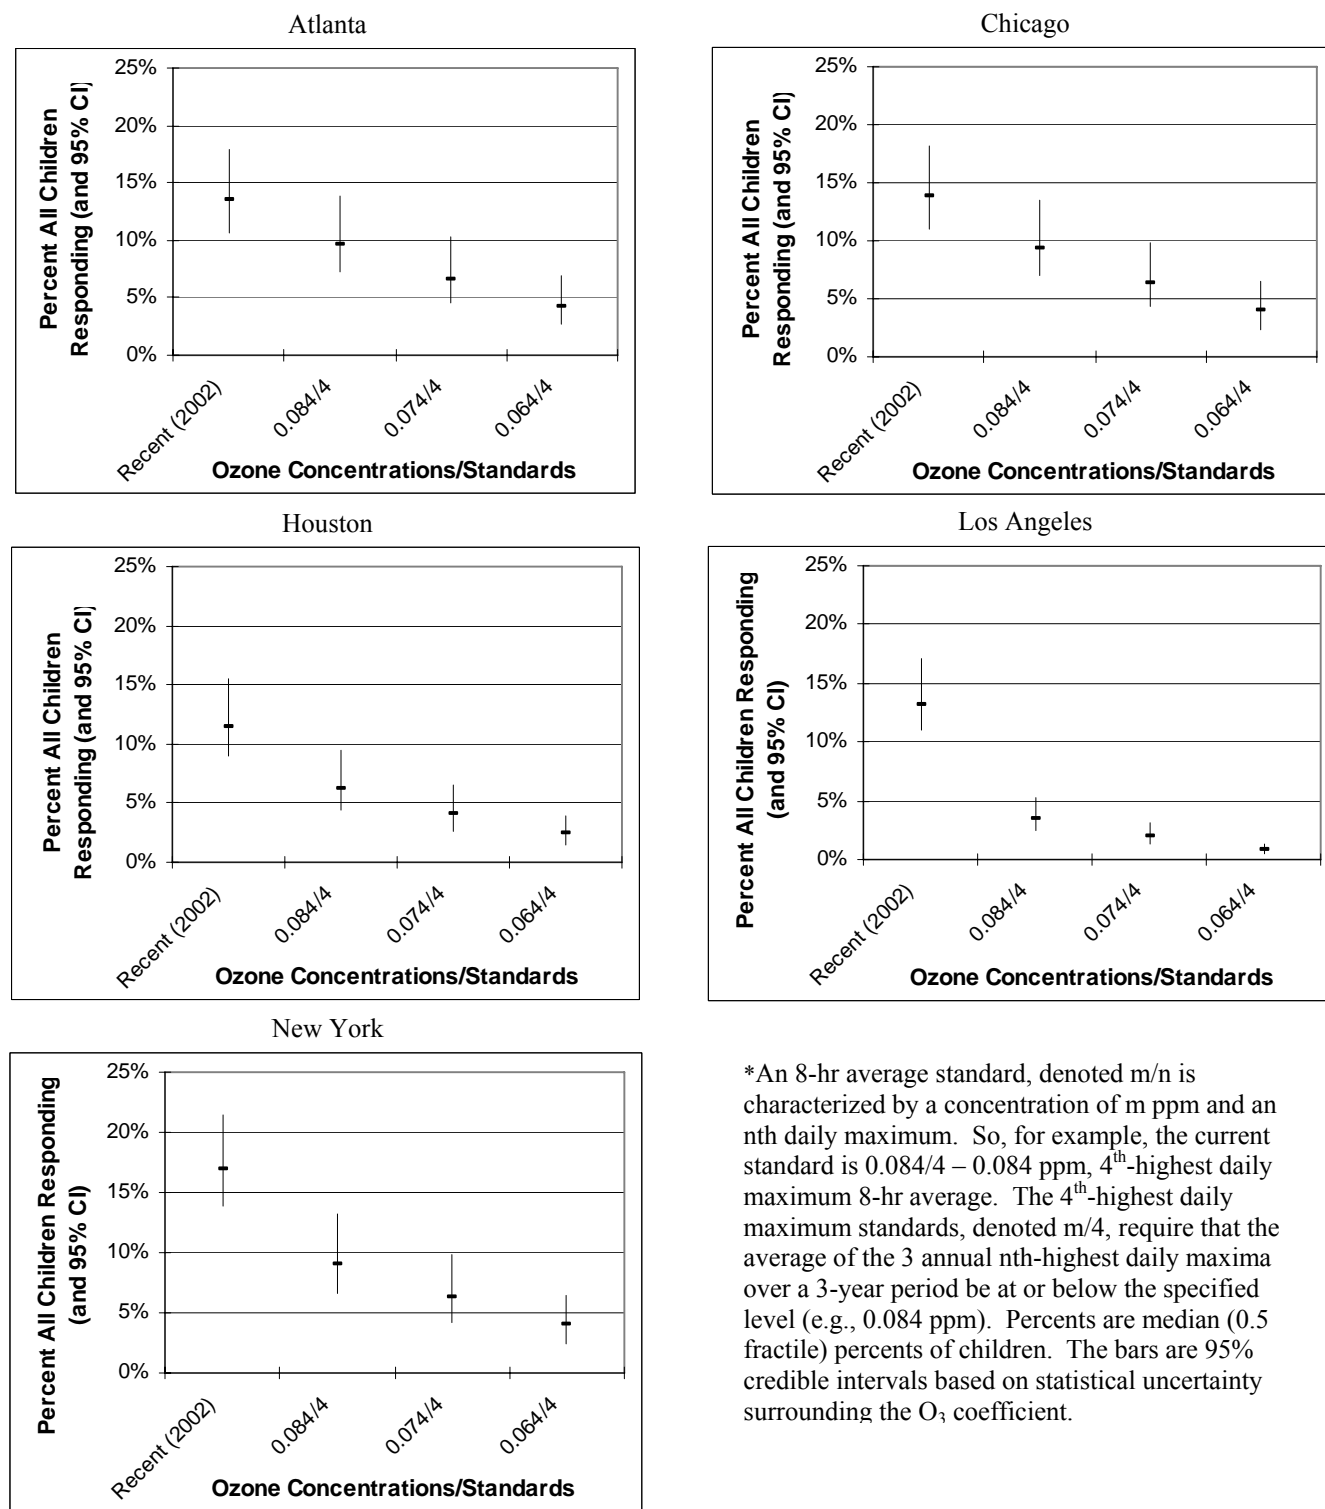 Atlanta
Percent All Children
Responding (and 95% CI)
25%
20%
15%
10%
5%
0%
Recent (2002)
0.084/4
0.074/4
0.064/4
Ozone Concentrations/Standards
Chicago
Percent All Children
Responding (and 95% CI)
25%
20%
15%
10%
5%
0%
Recent (2002)
0.084/4
0.074/4
0.064/4
Ozone Concentrations/Standards
Houston
Percent All Children
Responding (and 95% CI)
25%
20%
15%
10%
5%
0%
Recent (2002)
0.084/4
0.074/4
0.064/4
Ozone Concentrations/Standards
Los Angeles
Percent All Children Responding
(and 95% CI)
25%
20%
15%
10%
5%
0%
Recent (2002)
0.084/4
0.074/4
0.064/4
Ozone Concentrations/Standards
New York
Percent All Children Responding
(and 95% CI)
25%
20%
15%
10%
5%
0%
Recent (2002)
0.084/4
0.074/4
0.064/4
Ozone Concentrations/Standards
*An 8-hr average standard, denoted m/n is
characterized by a concentration of m ppm and an
nth daily maximum. So, for example, the current
standard is 0.084/4 – 0.084 ppm, 4th-highest daily
maximum 8-hr average. The 4th-highest daily
maximum standards, denoted m/4, require that the
average of the 3 annual nth-highest daily maxima
over a 3-year period be at or below the specified
level (e.g., 0.084 ppm). Percents are median (0.5
fractile) percents of children. The bars are 95%
credible intervals based on statistical uncertainty
surrounding the O3 coefficient.